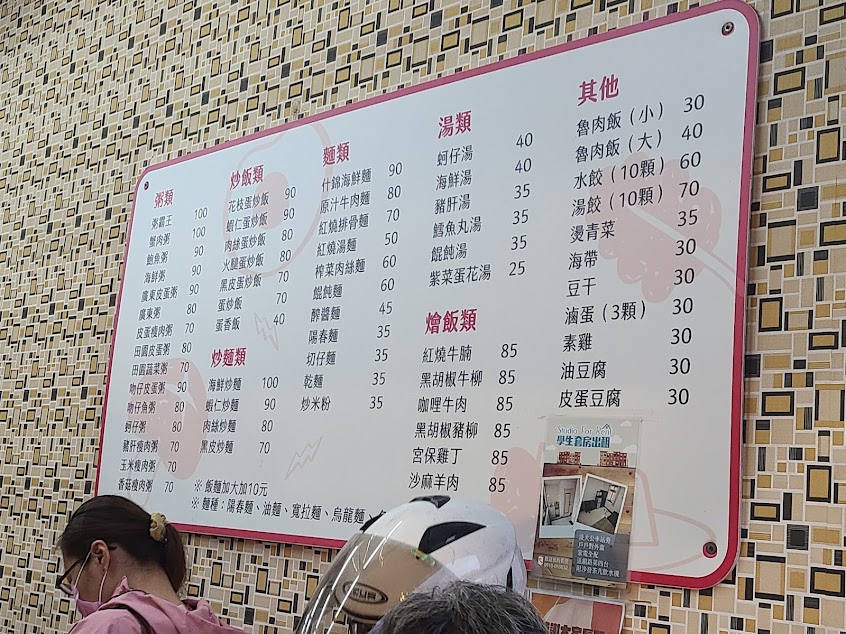 粥類
粥霸王 100
蟹肉粥 100
鮑魚粥 90
海鮮粥 90
廣東皮蛋粥 90
廣東粥 80
皮蛋瘦肉粥 70
田園皮蛋粥 80
田園蔬菜粥 70
吻仔皮蛋粥 90
吻仔魚粥 80
蚵仔粥 80
豬肝瘦肉粥 70
玉米瘦肉粥 70
香菇瘦肉粥 70
炒飯類
花枝蛋炒飯 90
蝦仁蛋炒飯 90
肉絲蛋炒飯 80
火腿蛋炒飯 80
黑皮蛋炒飯 70
蛋炒飯 70
蛋香飯 40
炒麵類
海鮮炒麵 100
蝦仁炒麵 90
肉絲炒麵 80
黑皮炒麵 70
※ 飯麵加大加10元
※ 麵種：陽春麵、油麵、寬拉麵、烏龍麵、
麵類
什錦海鮮麵 90
原汁牛肉麵 80
紅燒排骨麵 70
紅燒湯麵 50
榨菜肉絲麵 60
餛飩麵 60
醉醬麵 45
陽春麵 35
切仔麵 35
乾麵 35
炒米粉 35
湯類
蚵仔湯 40
海鮮湯 40
豬肝湯 35
鱈魚丸湯 35
餛飩湯 35
紫菜蛋花湯 25
燴飯類
紅燒牛腩 85
黑胡椒牛柳 85
咖哩牛肉 85
黑胡椒豬柳 85
宮保雞丁 85
沙麻羊肉 85
其他
魯肉飯（小） 30
魯肉飯（大） 40
水餃（10顆） 60
湯餃（10顆） 70
燙青菜 35
海帶 30
豆干 30
滷蛋（3顆） 30
素雞 30
油豆腐 30
皮蛋豆腐 30
Studio For Rent
學生套房出租